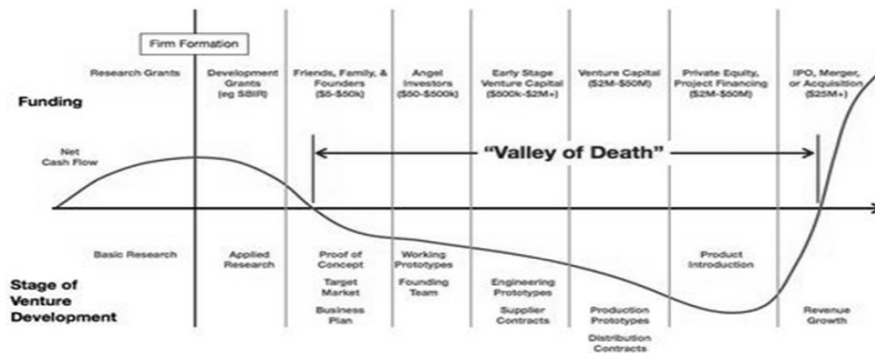 Firm Formation
Research Grants
Development
Grants
(eg SBIR)
Friends, Family, &
Founders
($5-$50k)
Angel
Investors
($50-$500k)
Early Stage
Venture Capital
($500k-$2M+)
Venture Capital
($2M-$50M)
Private Equity,
Project Financing
($2M-$50M)
IPO, Merger,
or Acquisition
($25M+)
Funding
Net
Cash Flow
"Valley of Death"
Basic Research
Applied
Research
Proof of
Concept
Target
Market
Business
Plan
Working
Prototypes
Founding
Team
Engineering
Prototypes
Supplier
Contracts
Production
Prototypes
Distribution
Contracts
Product
Introduction
Revenue
Growth
Stage of
Venture
Development